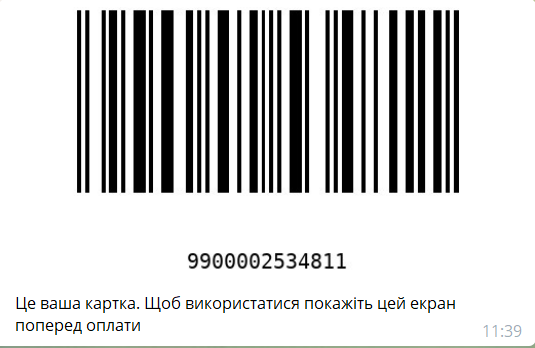 9900002534811
Це ваша картка. Щоб використатися покажіть цей екран
поперед оплати
11:39